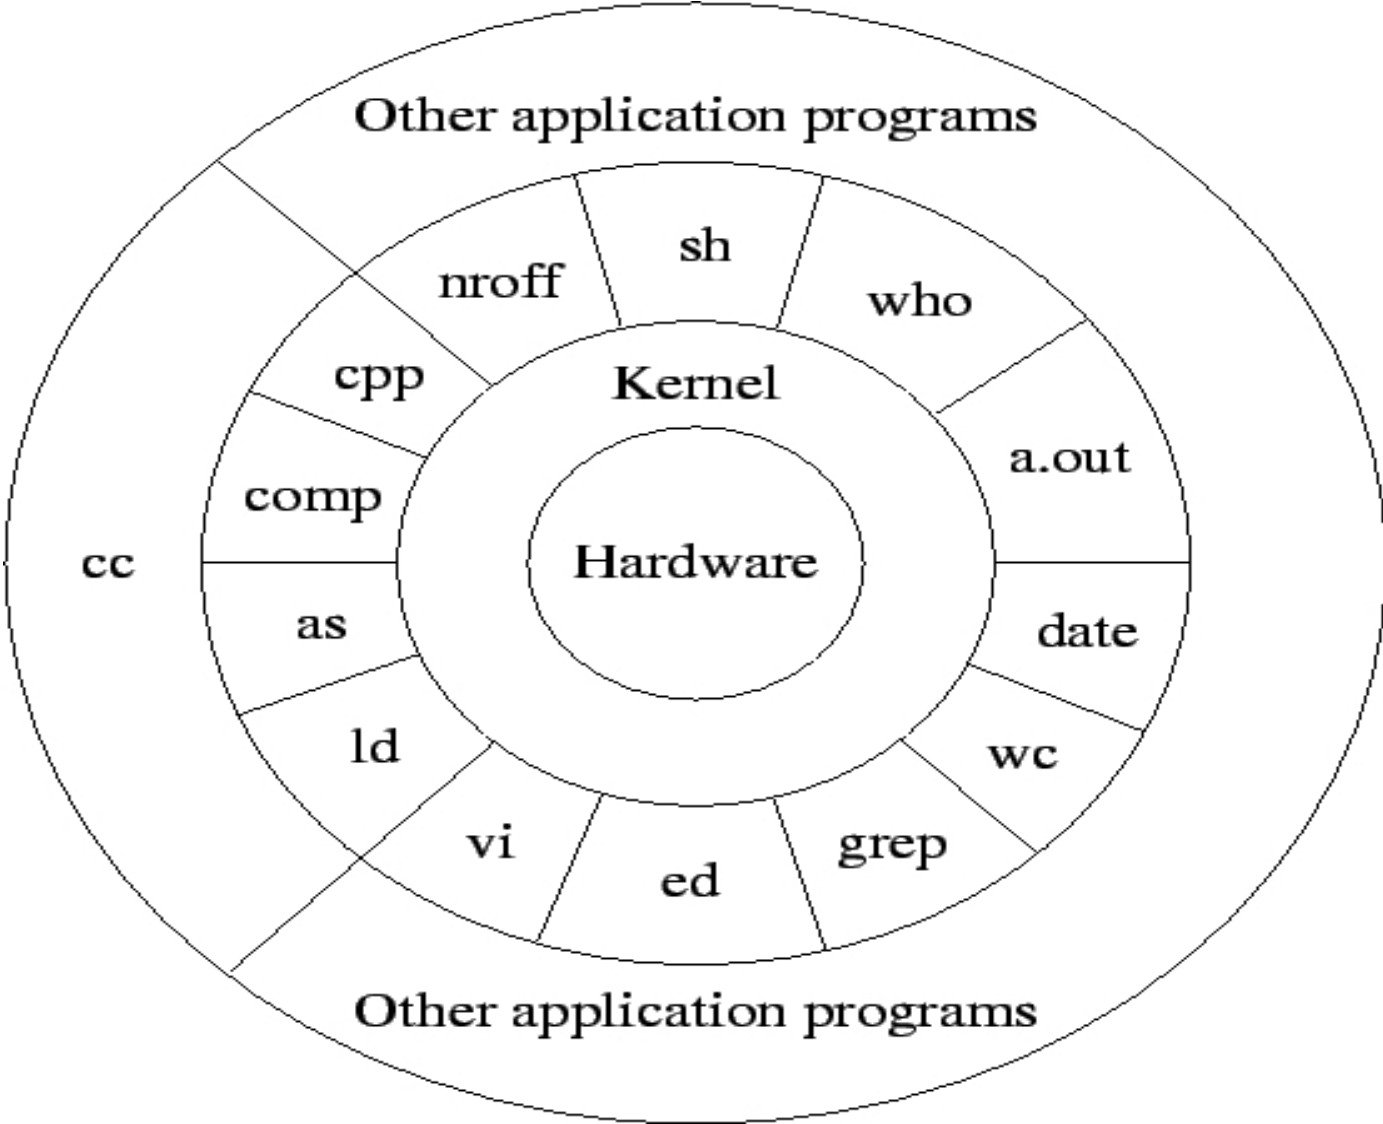 Other application programs
sh
nroff
who
cpp
Kernel
a.out
comp
cc
Hardware
as
date
ld
wc
vi
grep
ed
Other application programs